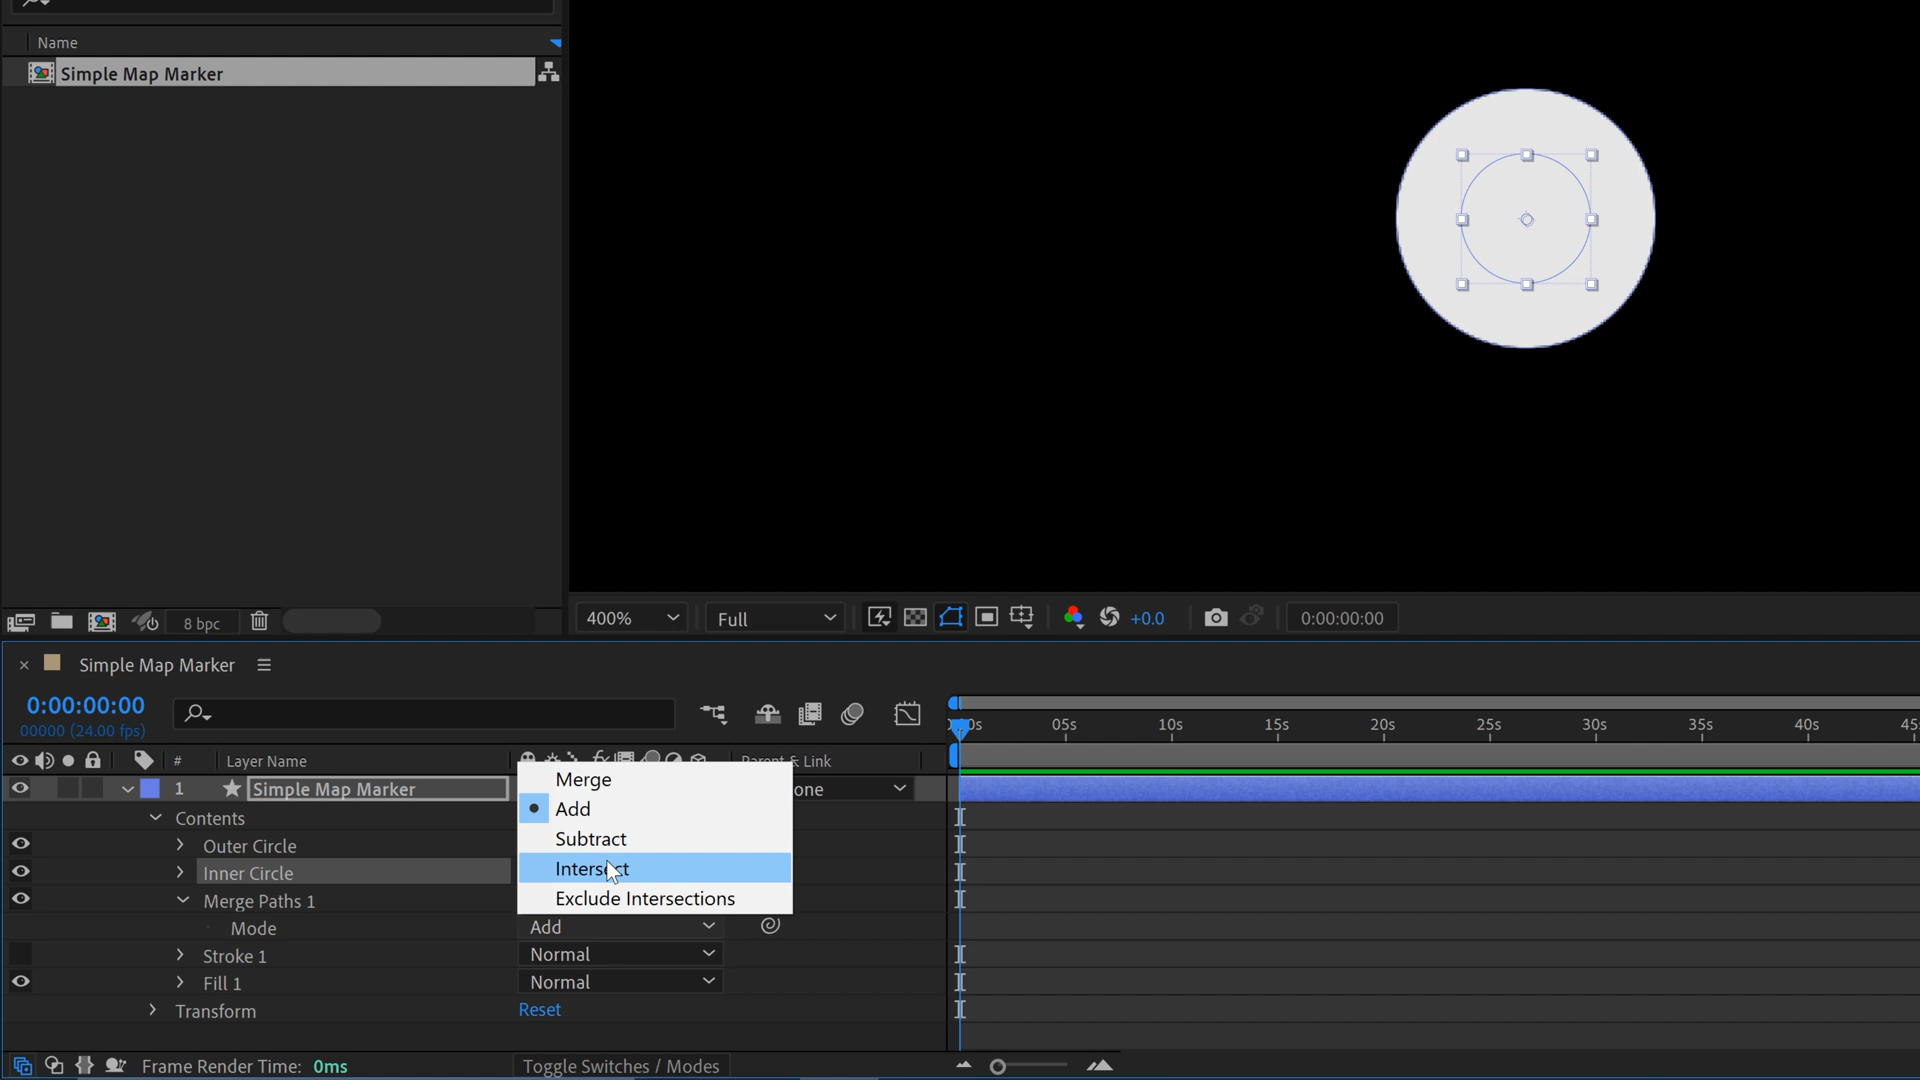 Name
Simple Map Marker
8 bpc
400%
Full
+0.0
0:00:00:00
Simple Map Marker
0:00:00:00
00000 (24.00 fps)
05s
10s
15s
20s
25s
30s
35s
40s
# Layer Name
& Link
1 Simple Map Marker
Merge
Add
Subtract
Intersect
Exclude Intersections
Contents
Outer Circle
Inner Circle
Merge Paths 1
Mode Add
Stroke 1 Normal
Fill 1 Normal
Transform Reset
Frame Render Time: 0ms
Toggle Switches / Modes